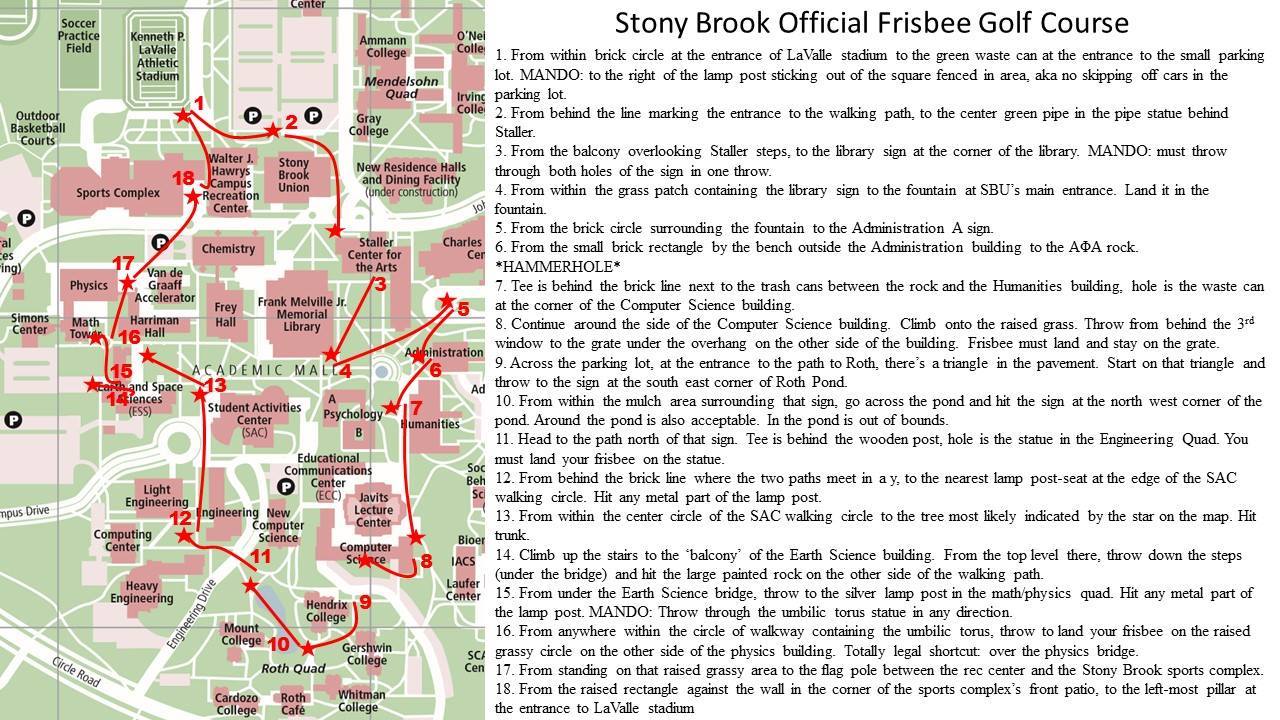 Stony Brook Official Frisbee Golf Course
1. From within brick circle at the entrance of LaValle stadium to the green waste can at the entrance to the small parking
lot. MANDO: to the right of the lamp post sticking out of the square fenced in area, aka no skipping off cars in the
parking lot.
2. From behind the line marking the entrance to the walking path, to the center green pipe in the pipe statue behind
Staller.
3. From the balcony overlooking Staller steps, to the library sign at the corner of the library. MANDO: must throw
through both holes of the sign in one throw.
4. From within the grass patch containing the library sign to the fountain at SBU's main entrance. Land it in the
fountain.
5. From the brick circle surrounding the fountain to the Administration A sign.
6. From the small brick rectangle by the bench outside the Administration building to the AΦA rock.
*HAMMERHOLE*
7. Tee is behind the brick line next to the trash cans between the rock and the Humanities building, hole is the waste can
at the corner of the Computer Science building.
8. Continue around the side of the Computer Science building. Climb onto the raised grass. Throw from behind the 3rd
window to the grate under the overhang on the other side of the building. Frisbee must land and stay on the grate.
9. Across the parking lot, at the entrance to the path to Roth, there's a triangle in the pavement. Start on that triangle and
throw to the sign at the south east corner of Roth Pond.
10. From within the mulch area surrounding that sign, go across the pond and hit the sign at the north west corner of the
pond. Around the pond is also acceptable. In the pond is out of bounds.
11. Head to the path north of that sign. Tee is behind the wooden post, hole is the statue in the Engineering Quad. You
must land your frisbee on the statue.
12. From behind the brick line where the two paths meet in a y, to the nearest lamp post-seat at the edge of the SAC
walking circle. Hit any metal part of the lamp post.
13. From within the center circle of the SAC walking circle to the tree most likely indicated by the star on the map. Hit
trunk.
14. Climb up the stairs to the 'balcony' of the Earth Science building. From the top level there, throw down the steps
(under the bridge) and hit the large painted rock on the other side of the walking path.
15. From under the Earth Science bridge, throw to the silver lamp post in the math/physics quad. Hit any metal part of
the lamp post. MANDO: Throw through the umbilic torus statue in any direction.
16. From anywhere within the circle of walkway containing the umbilic torus, throw to land your frisbee on the raised
grassy circle on the other side of the physics building. Totally legal shortcut: over the physics bridge.
17. From standing on that raised grassy area to the flag pole between the rec center and the Stony Brook sports complex.
18. From the raised rectangle against the wall in the corner of the sports complex's front patio, to the left-most pillar at
the entrance to LaValle stadium
Center
Soccer
Practice
Field
Kenneth P.
LaValle
Athletic
Stadium
Ammann
College
O'Nei
Colleg
Mendelsohn
Quad
Irving
Colle
Gray
College
Outdoor
Basketball
Courts
1
P
P
2
Walter J.
Hawrys
Campus
Recreation
Center
Stony
Brook
Union
New Residence Halls
and Dining Facility
(under construction)
18
Sports Complex
P
P
Chemistry
Staller
Center for
the Arts
Charles
Cen
17
Physics
Van de
Graaff
Accelerator
3
Frey
Hall
Frank Melville Jr.
Memorial
Library
5
Simons
Center
Math
Tower
Harriman
Hall
16
Administration
ACADEMIC MALL
4
6
15
14
Earth and Space
Sciences
(ESS)
13
Student Activities
Center
(SAC)
A
Psychology
B
7
Humanities
P
Educational
Communications
Center
(ECC)
P
Light
Engineering
Engineering
New
Computer
Science
Javits
Lecture
Center
mpus Drive
12
Computing
Center
11
Computer
Science
8
IACS
Heavy
Engineering
Engineering Drive
Hendrix
College
9
Mount
College
10
Gershwin
College
Roth Quad
Circle Road
Cardozo
College
Roth
Café
Whitman
College